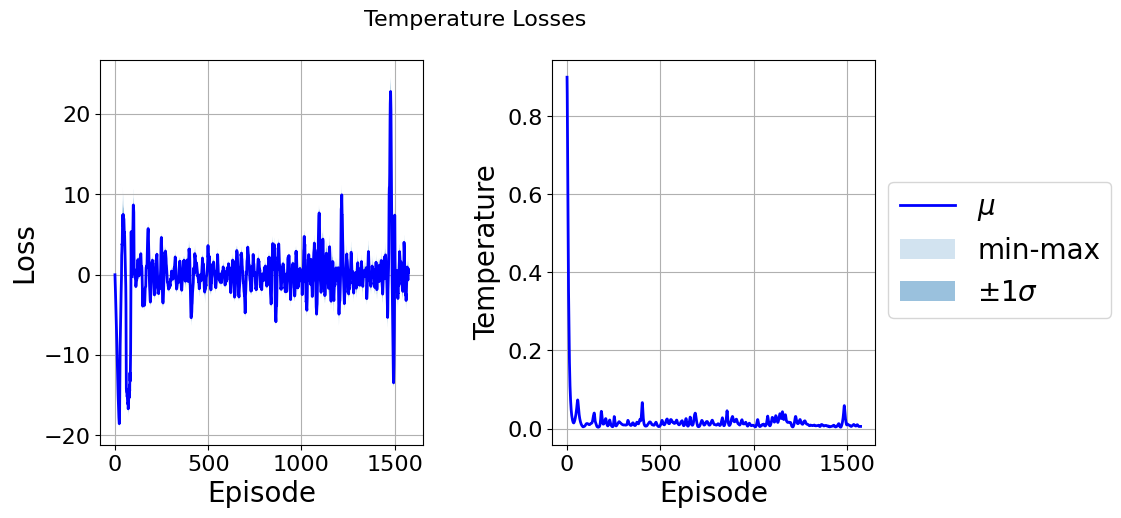 Temperature Losses
Loss
20
10
0
−10
−20
0 500 1000 1500
Episode
Temperature
0.8
0.6
0.4
0.2
0.0
0 500 1000 1500
Episode
μ
min-max
±1σ